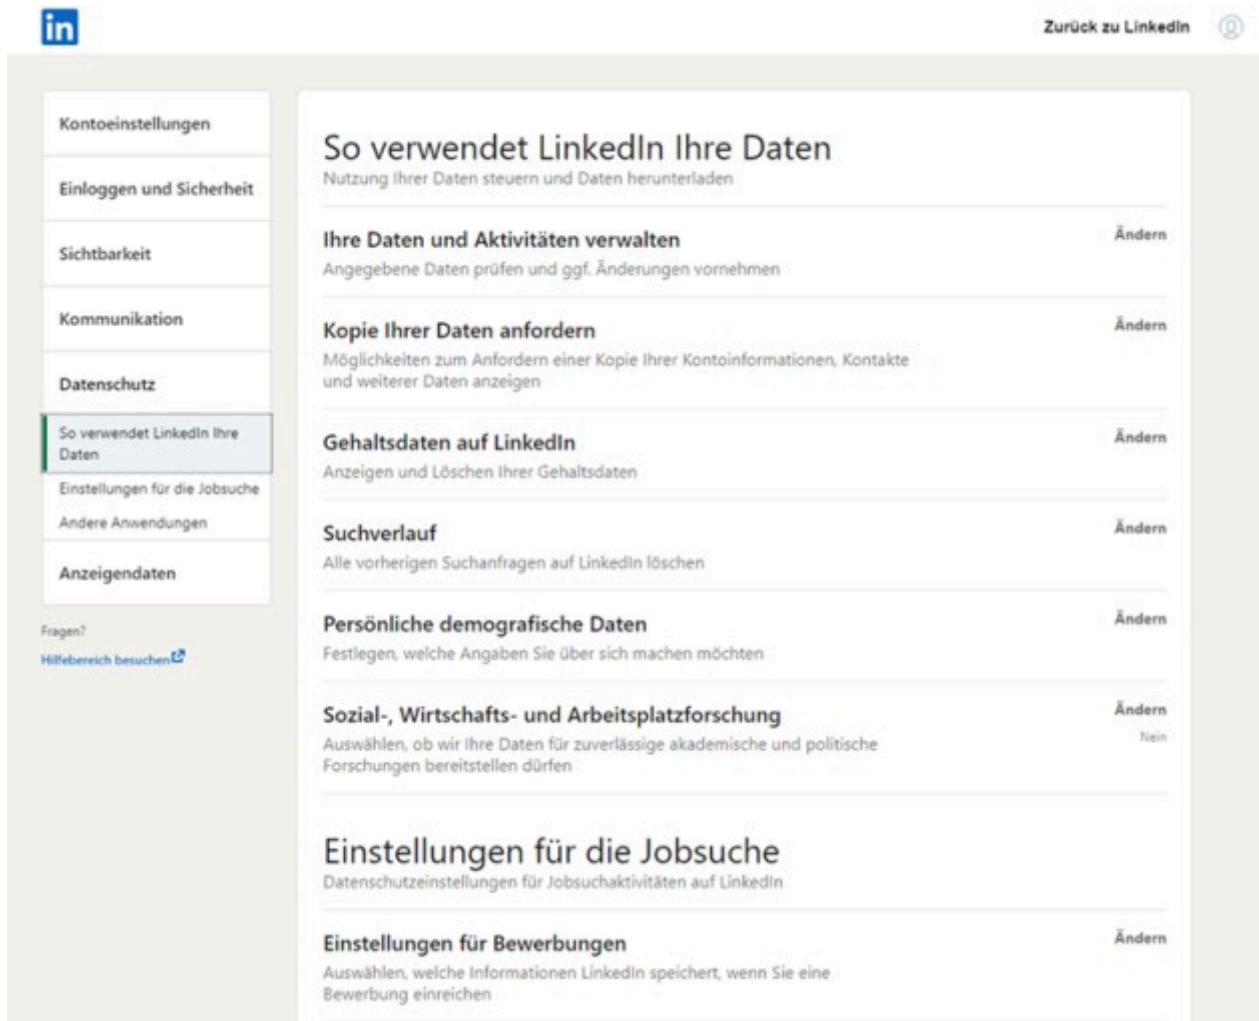 in
Zurück zu LinkedIn
Kontoeinstellungen
Einloggen und Sicherheit
Sichtbarkeit
Kommunikation
Datenschutz
So verwendet LinkedIn Ihre
Daten
Einstellungen für die Jobsuche
Andere Anwendungen
Anzeigendaten
Fragen?
Hilfebereich besuchen
So verwendet LinkedIn Ihre Daten
Nutzung Ihrer Daten steuern und Daten herunterladen
Ihre Daten und Aktivitäten verwalten
Ändern
Angegebene Daten prüfen und ggf. Änderungen vornehmen
Kopie Ihrer Daten anfordern
Ändern
Möglichkeiten zum Anfordern einer Kopie Ihrer Kontoinformationen, Kontakte
und weiterer Daten anzeigen
Gehaltsdaten auf LinkedIn
Ändern
Anzeigen und Löschen Ihrer Gehaltsdaten
Suchverlauf
Ändern
Alle vorherigen Suchanfragen auf LinkedIn löschen
Persönliche demografische Daten
Ändern
Festlegen, welche Angaben Sie über sich machen möchten
Sozial-, Wirtschafts- und Arbeitsplatzforschung
Ändern
Nein
Auswählen, ob wir Ihre Daten für zuverlässige akademische und politische
Forschungen bereitstellen dürfen
Einstellungen für die Jobsuche
Datenschutzeinstellungen für Jobsuchaktivitäten auf LinkedIn
Einstellungen für Bewerbungen
Ändern
Auswählen, welche Informationen LinkedIn speichert, wenn Sie eine
Bewerbung einreichen